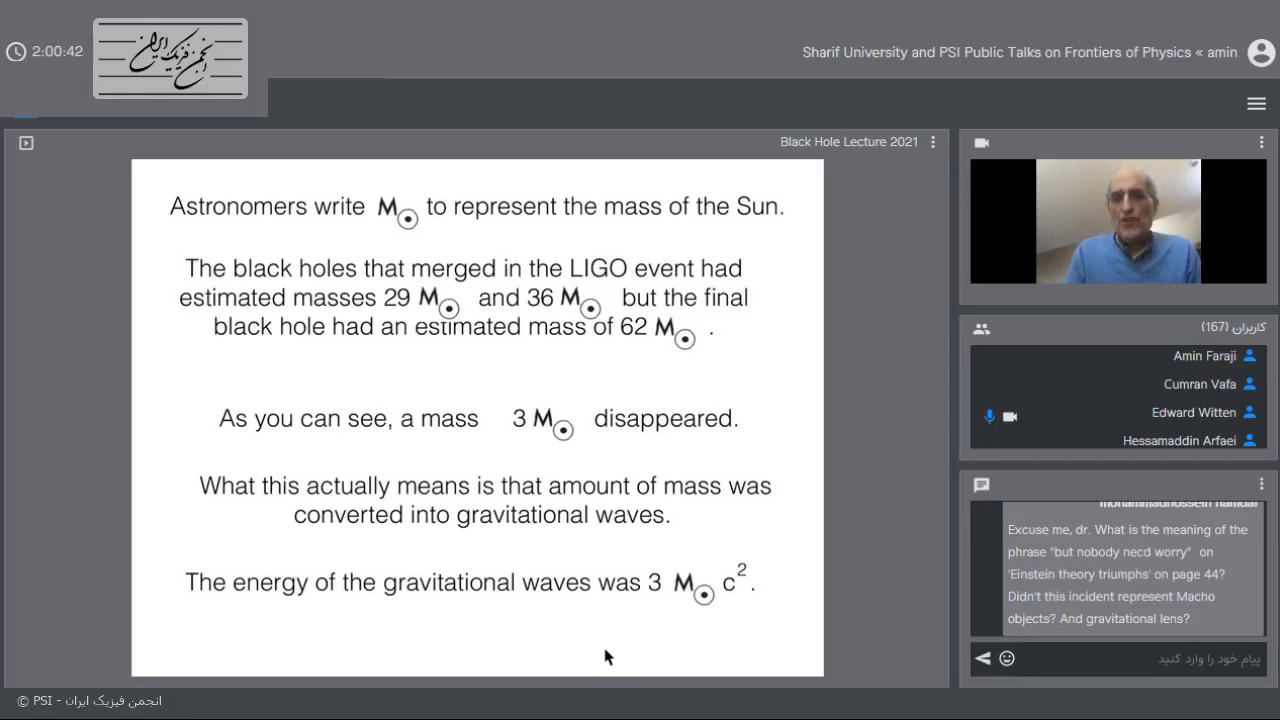 2:00:42
انجمن فیزیک ایران
Sharif University and PSI Public Talks on Frontiers of Physics « amin
Black Hole Lecture 2021
Astronomers write M☉ to represent the mass of the Sun.
The black holes that merged in the LIGO event had
estimated masses 29 M☉ and 36 M☉ but the final
black hole had an estimated mass of 62 M☉ .
As you can see, a mass 3 M☉ disappeared.
What this actually means is that amount of mass was
converted into gravitational waves.
The energy of the gravitational waves was 3 M☉ c².
کاربران (167)
Amin Faraji
Cumran Vafa
Edward Witten
Hessamaddin Arfaei
mohammadhossein hamdar
Excuse me, dr. What is the meaning of the
phrase "but nobody necd worry" on
'Einstein theory triumphs' on page 44?
Didn't this incident represent Macho
objects? And gravitational lens?
پیام خود را وارد کنید
© PSI - انجمن فیزیک ایران